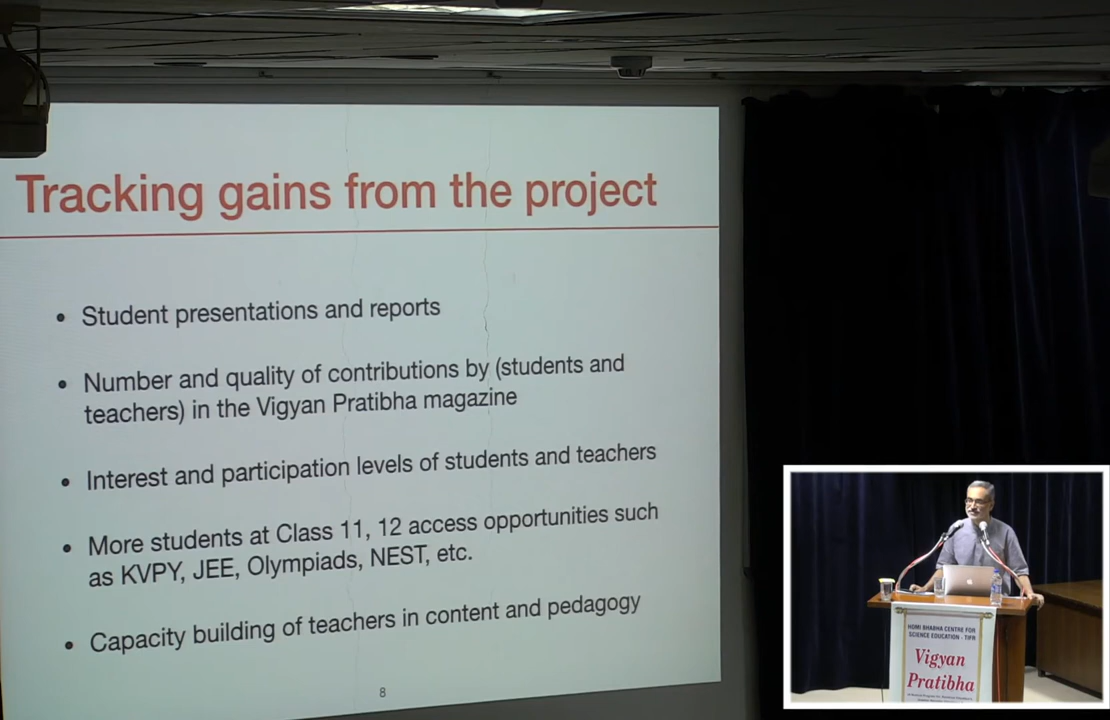 Tracking gains from the project
• Student presentations and reports
• Number and quality of contributions by (students and
teachers) in the Vigyan Pratibha magazine
• Interest and participation levels of students and teachers
• More students at Class 11, 12 access opportunities such
as KVPY, JEE, Olympiads, NEST, etc.
• Capacity building of teachers in content and pedagogy
8
HOMI BHABHA CENTRE FOR
SCIENCE EDUCATION - TIFR
Vigyan
Pratibha